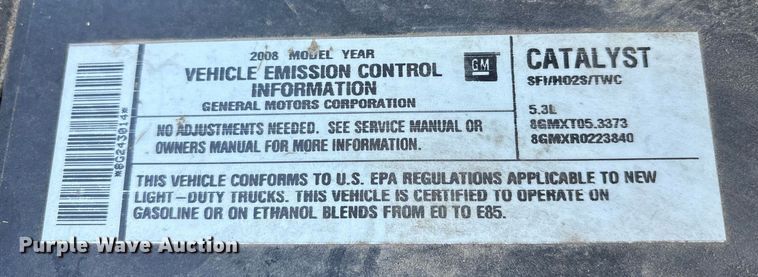 2008 MODEL YEAR
VEHICLE EMISSION CONTROL
INFORMATION
GENERAL MOTORS CORPORATION
GM
CATALYST
SFI/HO2S/TWC
5.3L
8GMXT05.3373
8GMXR0223840
NO ADJUSTMENTS NEEDED. SEE SERVICE MANUAL OR
OWNERS MANUAL FOR MORE INFORMATION.
THIS VEHICLE CONFORMS TO U.S. EPA REGULATIONS APPLICABLE TO NEW
LIGHT-DUTY TRUCKS. THIS VEHICLE IS CERTIFIED TO OPERATE ON
GASOLINE OR ON ETHANOL BLENDS FROM E0 TO E85.
*8G243014*
Purple Wave Auction